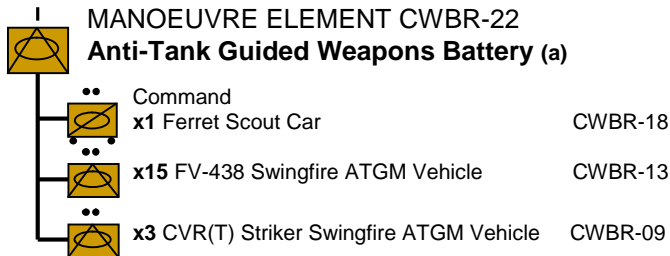 MANOEUVRE ELEMENT CWBR-22
Anti-Tank Guided Weapons Battery (a)
Command
x1 Ferret Scout Car CWBR-18
x15 FV-438 Swingfire ATGM Vehicle CWBR-13
x3 CVR(T) Striker Swingfire ATGM Vehicle CWBR-09